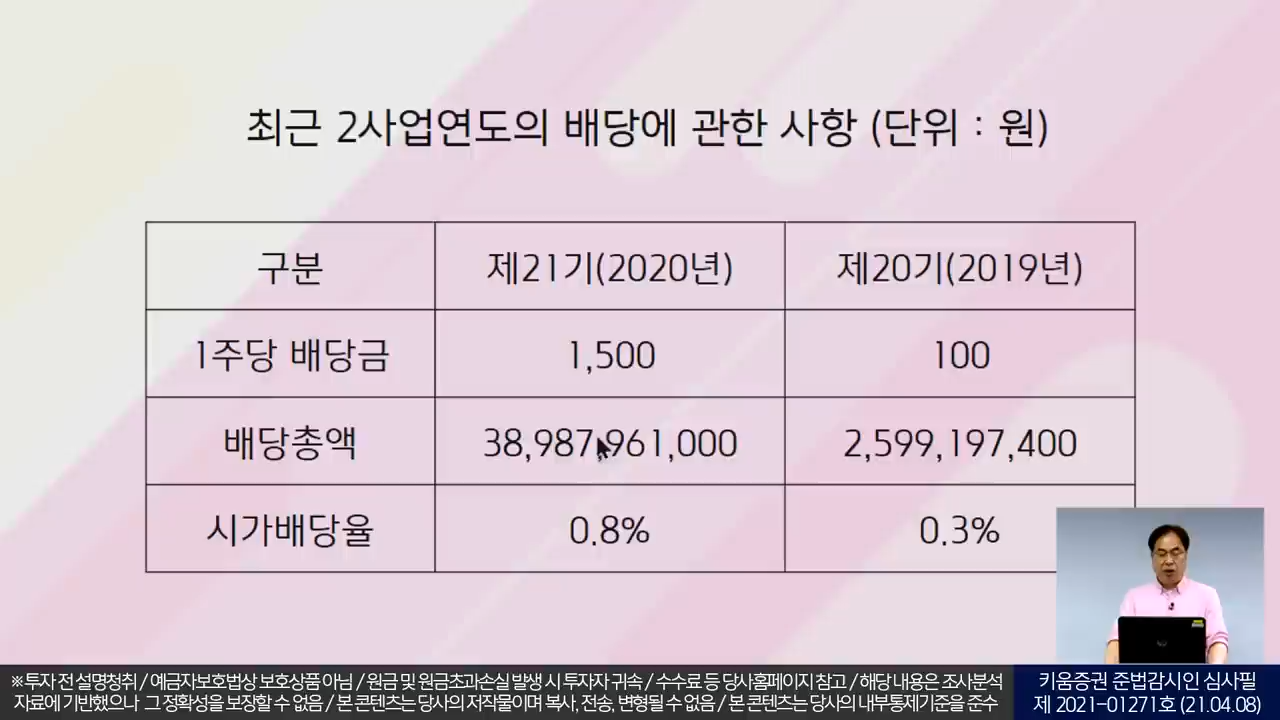 최근 2사업연도의 배당에 관한 사항 (단위 : 원)
구분 제21기(2020년) 제20기(2019년)
1주당 배당금 1,500 100
배당총액 38,987,961,000 2,599,197,400
시가배당율 0.8% 0.3%
※투자 전 설명청취 / 예금자보호법상 보호상품 아님 / 원금 및 원금초과손실 발생 시 투자자 귀속 / 수수료 등 당사홈페이지 참고 / 해당 내용은 조사분석
자료에 기반했으나 그 정확성을 보장할 수 없음 / 본 콘텐츠는 당사의 저작물이며 복사, 전송, 변형될 수 없음 / 본 콘텐츠는 당사의 내부통제기준을 준수
키움증권 준법감시인 심사필
제 2021-01271호 (21.04.08)